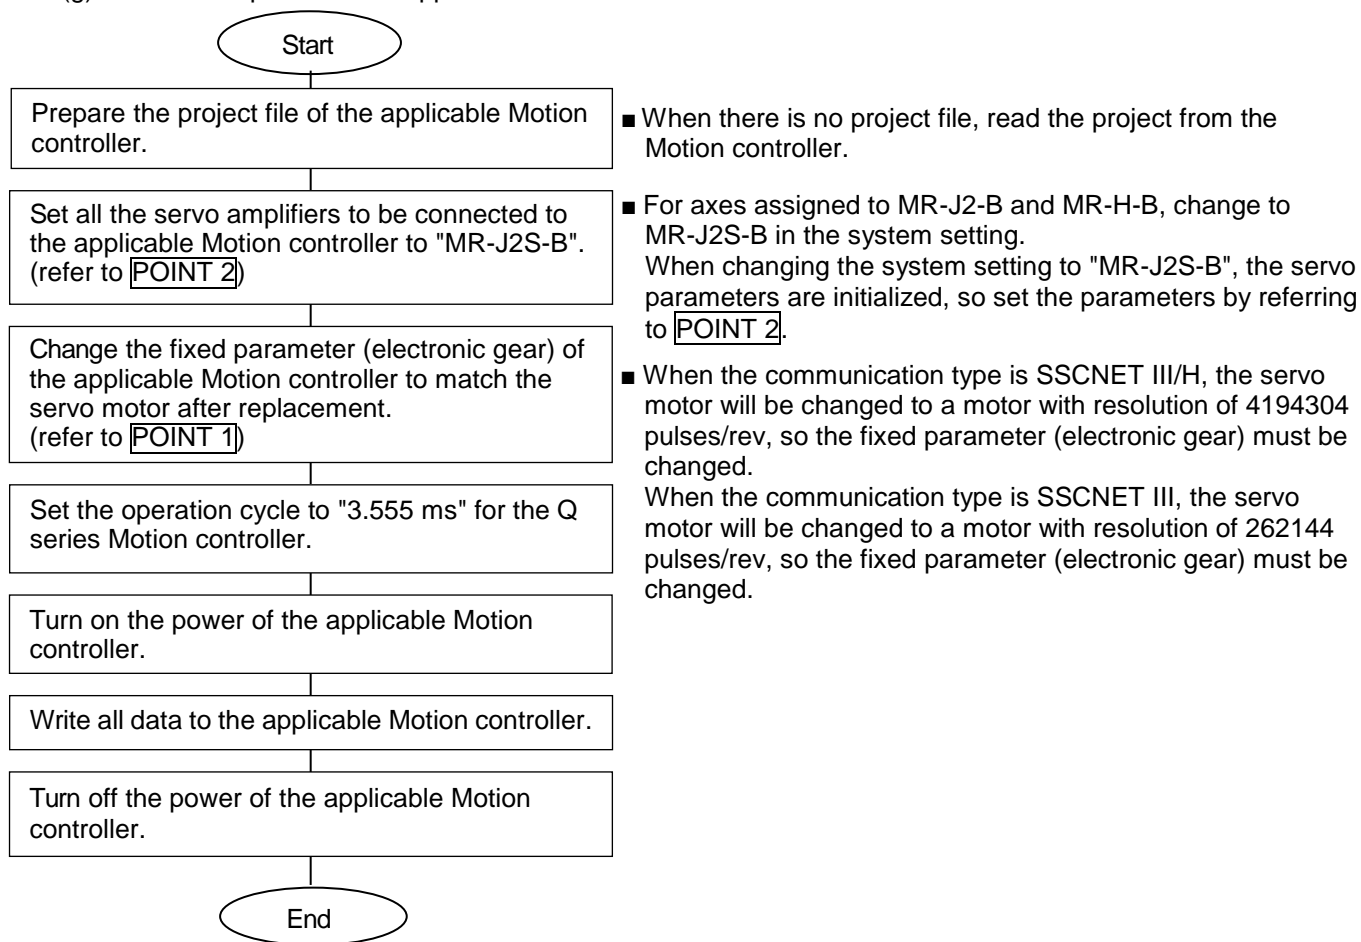 Start
Prepare the project file of the applicable Motion
controller.
■ When there is no project file, read the project from the
Motion controller.
Set all the servo amplifiers to be connected to
the applicable Motion controller to "MR-J2S-B".
(refer to POINT 2)
■ For axes assigned to MR-J2-B and MR-H-B, change to
MR-J2S-B in the system setting.
When changing the system setting to "MR-J2S-B", the servo
parameters are initialized, so set the parameters by referring
to POINT 2.
Change the fixed parameter (electronic gear) of
the applicable Motion controller to match the
servo motor after replacement.
(refer to POINT 1)
■ When the communication type is SSCNET III/H, the servo
motor will be changed to a motor with resolution of 4194304
pulses/rev, so the fixed parameter (electronic gear) must be
changed.
When the communication type is SSCNET III, the servo
motor will be changed to a motor with resolution of 262144
pulses/rev, so the fixed parameter (electronic gear) must be
changed.
Set the operation cycle to "3.555 ms" for the Q
series Motion controller.
Turn on the power of the applicable Motion
controller.
Write all data to the applicable Motion controller.
Turn off the power of the applicable Motion
controller.
End